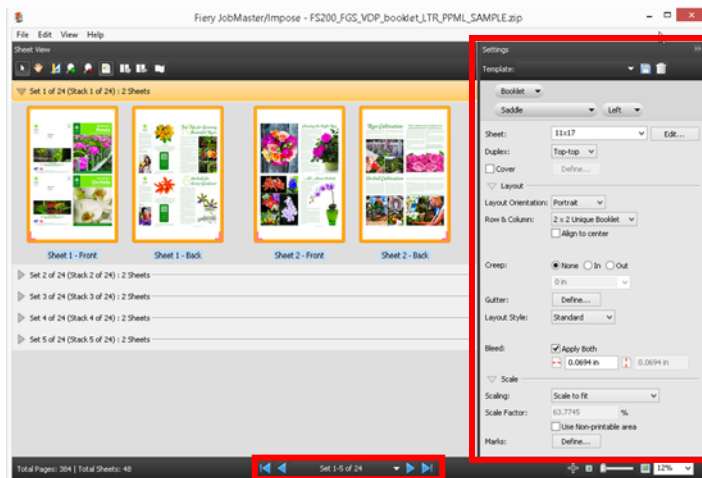 Fiery JobMaster/Impose - FS200_FGS_VDP_booklet_LTR_PPML_SAMPLE.zip
File Edit View Help
Sheet View
Set 1 of 24 (Stack 1 of 24) : 2 Sheets
Sheet 1 - Front
Sheet 1 - Back
Sheet 2 - Front
Sheet 2 - Back
Set 2 of 24 (Stack 2 of 24) : 2 Sheets
Set 3 of 24 (Stack 3 of 24) : 2 Sheets
Set 4 of 24 (Stack 4 of 24) : 2 Sheets
Set 5 of 24 (Stack 5 of 24) : 2 Sheets
Settings
Template:
Booklet
Saddle Left
Sheet: 11x17 Edit...
Duplex: Top-top
Cover Define...
Layout
Layout Orientation: Portrait
Row & Column: 2 x 2 Unique Booklet
Align to center
Creep: None In Out
0 in
Gutter: Define...
Layout Style: Standard
Bleed: Apply Both
0.0694 in 0.0694 in
Scale
Scaling: Scale to fit
Scale Factor: 63.7745 %
Use Non-printable area
Marks: Define...
Total Pages: 384 | Total Sheets: 48
Set 1-5 of 24
12%